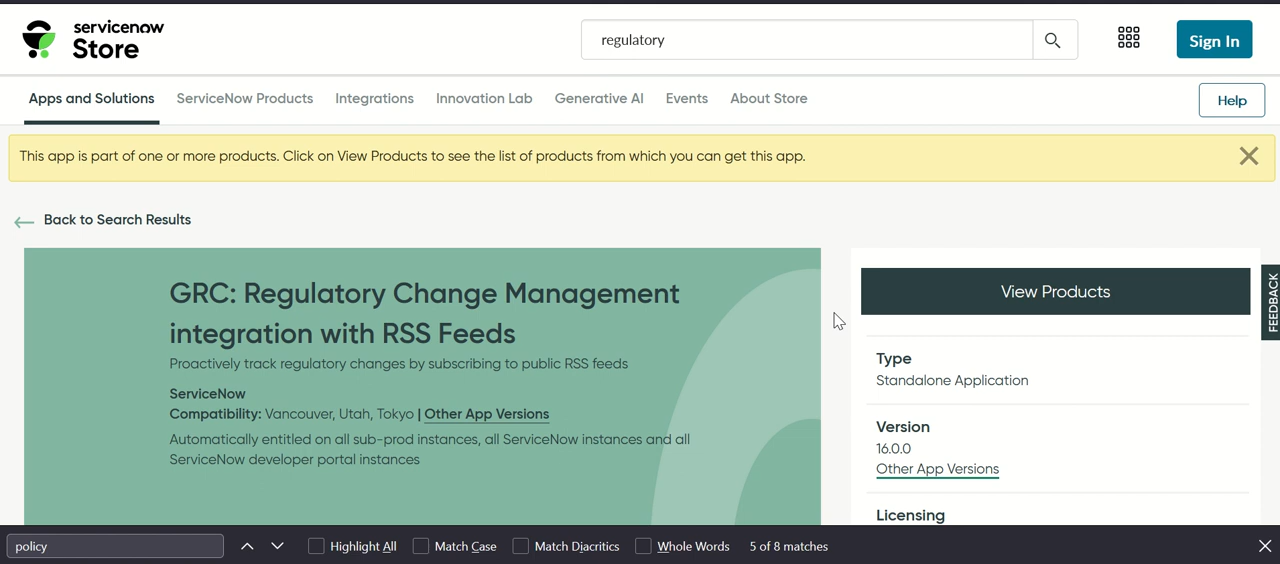 servicenow
Store
regulatory
Sign In
Apps and Solutions
ServiceNow Products
Integrations
Innovation Lab
Generative AI
Events
About Store
Help
This app is part of one or more products. Click on View Products to see the list of products from which you can get this app.
Back to Search Results
GRC: Regulatory Change Management
integration with RSS Feeds
Proactively track regulatory changes by subscribing to public RSS feeds
ServiceNow
Compatibility: Vancouver, Utah, Tokyo | Other App Versions
Automatically entitled on all sub-prod instances, all ServiceNow instances and all
ServiceNow developer portal instances
View Products
Type
Standalone Application
Version
16.0.0
Other App Versions
Licensing
FEEDBACK
policy
Highlight All
Match Case
Match Diacritics
Whole Words
5 of 8 matches